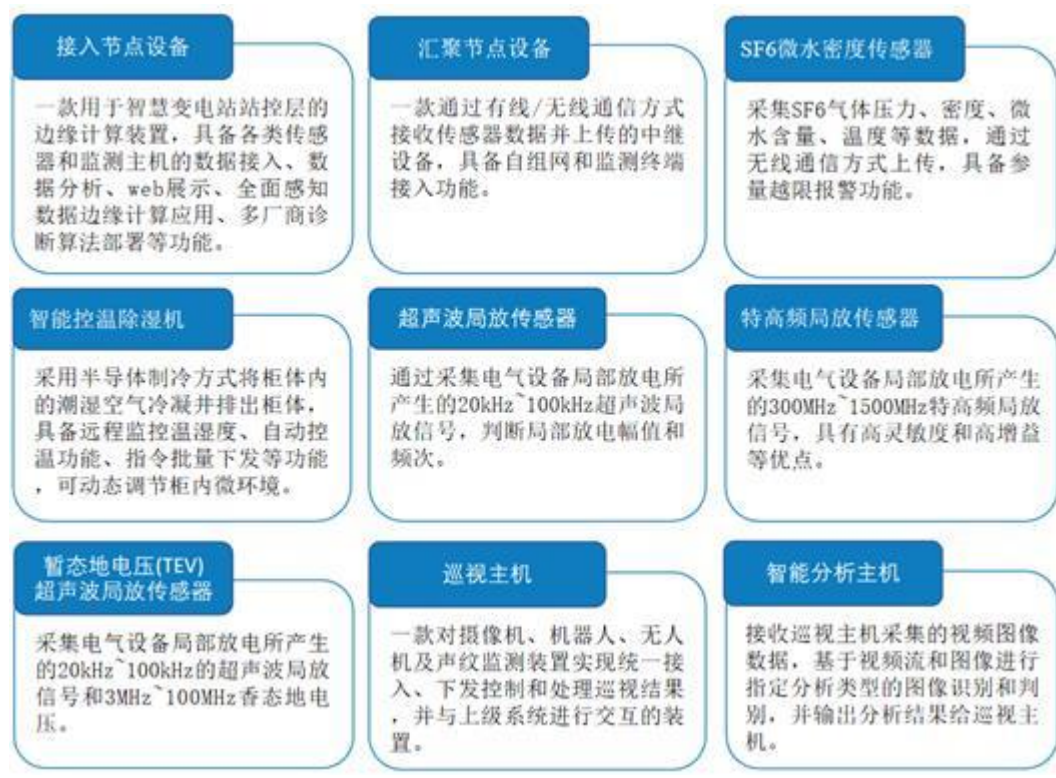 接入节点设备
一款用于智慧变电站站控层的
边缘计算装置，具备各类传感
器和监测主机的数据接入、数
据分析、web展示、全面感知
数据边缘计算应用、多厂商诊
断算法部署等功能。
汇聚节点设备
一款通过有线/无线通信方式
接收传感器数据并上传的中继
设备，具备自组网和监测终端
接入功能。
SF6微水密度传感器
采集SF6气体压力、密度、微
水含量、温度等数据，通过
无线通信方式上传，具备参
量越限报警功能。
智能控温除湿机
采用半导体制冷方式将柜体内
的潮湿空气冷凝并排出柜体，
具备远程监控温湿度、自动控
温功能、指令批量下发等功能
，可动态调节柜内微环境。
超声波局放传感器
通过采集电气设备局部放电所
产生的20kHz~100kHz超声波局
放信号，判断局部放电幅值和
频次。
特高频局放传感器
采集电气设备局部放电所产生
的300MHz~1500MHz特高频局放
信号，具有高灵敏度和高增益
等优点。
暂态地电压(TEV)
超声波局放传感器
采集电气设备局部放电所产生
的20kHz~100kHz的超声波局放
信号和3MHz~100MHz香态地电
压。
巡视主机
一款对摄像机、机器人、无人
机及声纹监测装置实现统一接
入、下发控制和处理巡视结果
，并与上级系统进行交互的装
置。
智能分析主机
接收巡视主机采集的视频图像
数据，基于视频流和图像进行
指定分析类型的图像识别和判
别，并输出分析结果给巡视主
机。